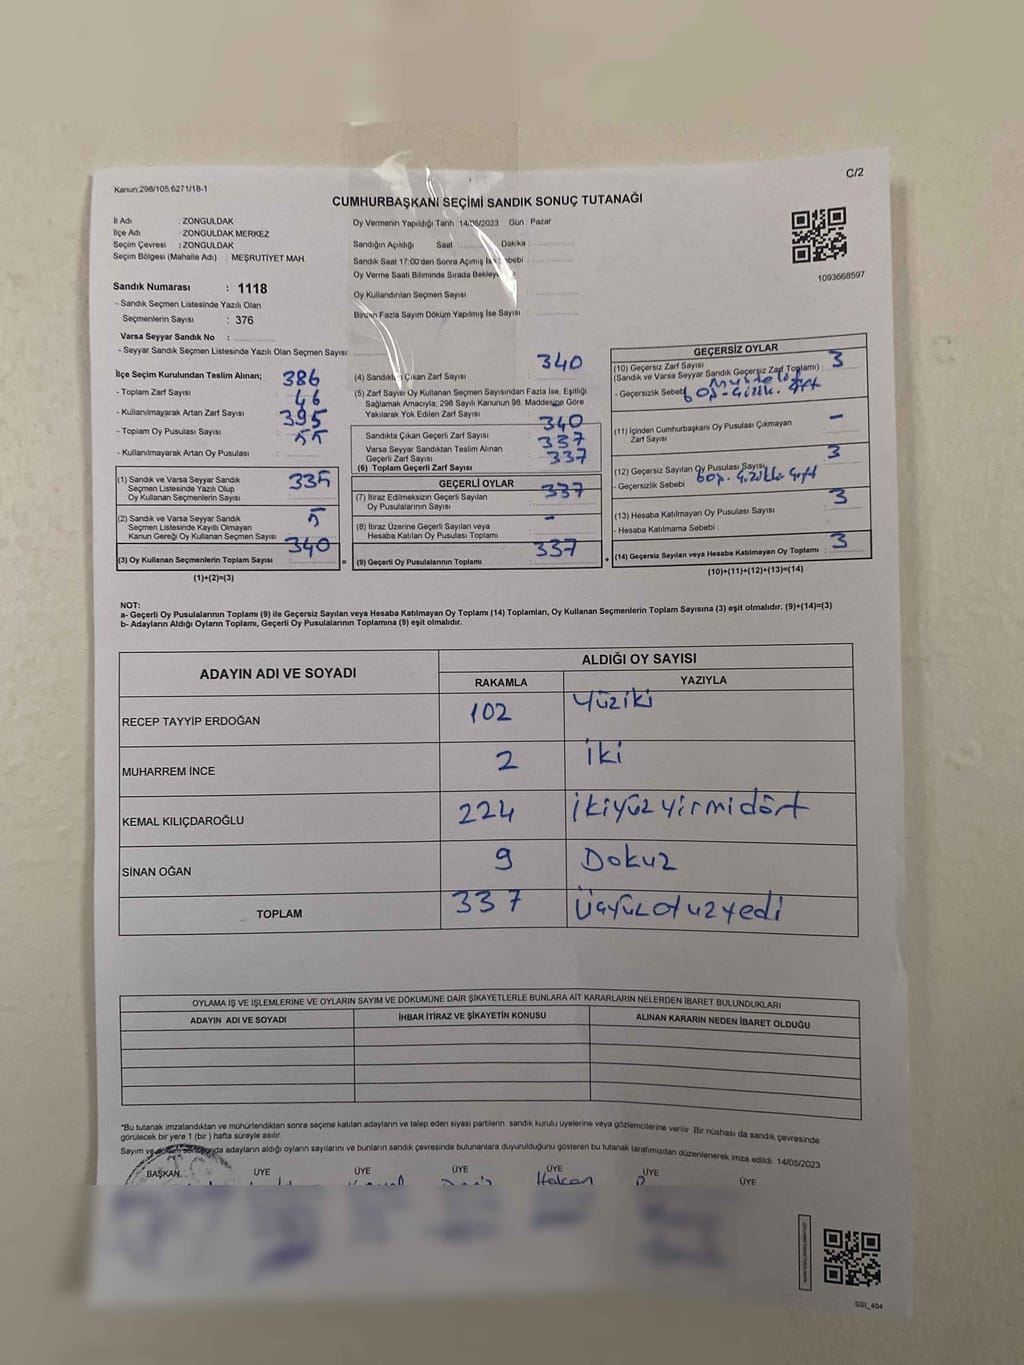 Kanun;298/105,6271/18-1
C/2
CUMHURBAŞKANI SEÇİMİ SANDIK SONUÇ TUTANAĞI
İl Adı : ZONGULDAK
İlçe Adı : ZONGULDAK MERKEZ
Seçim Çevresi : ZONGULDAK
Seçim Bölgesi (Mahalle Adı) : MEŞRUTİYET MAH.
Sandık Numarası : 1118
- Sandık Seçmen Listesinde Yazılı Olan
Seçmenlerin Sayısı : 376
Varsa Seyyar Sandık No :
- Seyyar Sandık Seçmen Listesinde Yazılı Olan Seçmen Sayısı
İlçe Seçim Kurulundan Teslim Alınan;
- Toplam Zarf Sayısı 386
- Kullanılmayarak Artan Zarf Sayısı 46
- Toplam Oy Pusulası Sayısı 395
- Kullanılmayarak Artan Oy Pusulası 55
(1) Sandık ve Varsa Seyyar Sandık
Seçmen Listesinde Yazılı Olup
Oy Kullanan Seçmenlerin Sayısı 335
(2) Sandık ve Varsa Seyyar Sandık
Seçmen Listesinde Kayıtlı Olmayan
Kanun Gereği Oy Kullanan Seçmen Sayısı 5
(3) Oy Kullanan Seçmenlerin Toplam Sayısı 340
(1)+(2)=(3)
Oy Vermenin Yapıldığı Tarih 14/05/2023 Gün : Pazar
Sandığın Açıldığı Saat Dakika
Sandık Saat 17:00'den Sonra Açımış İse Sebebi
Oy Verme Saati Bitiminde Sırada
Oy Kullandırılan Seçmen Sayısı
Birden Fazla Sayım Döküm Yapılmış İse Sayısı :
(4) Sandıktan Çıkan Zarf Sayısı 340
(5) Zarf Sayısı Oy Kullanan Seçmen Sayısından Fazla İse, Eşitliği
Sağlamak Amacıyla, 298 Sayılı Kanunun 98. Maddesine Göre
Yakılarak Yok Edilen Zarf Sayısı
Sandıkta Çıkan Geçerli Zarf Sayısı 340
Varsa Seyyar Sandıktan Teslim Alınan 337
Geçerli Zarf Sayısı
(6) Toplam Geçerli Zarf Sayısı 337
GEÇERLİ OYLAR
(7) İtiraz Edilmeksizin Geçerli Sayılan
Oy Pusulalarının Sayısı 337
(8) İtiraz Üzerine Geçerli Sayılan veya
Hesaba Katılan Oy Pusulası Toplamı -
= (9) Geçerli Oy Pusulalarının Toplamı 337 +
1093668597
GEÇERSİZ OYLAR
(10) Geçersiz Zarf Sayısı 3
(Sandık ve Varsa Seyyar Sandık Geçersiz Zarf Toplamı)
- Geçersizlik Sebebi
(11) İçinden Cumhurbaşkanı Oy Pusulası Çıkmayan
Zarf Sayısı -
(12) Geçersiz Sayılan Oy Pusulası Sayısı 3
- Geçersizlik Sebebi
(13) Hesaba Katılmayan Oy Pusulası Sayısı 3
- Hesaba Katılmama Sebebi
(14) Geçersiz Sayılan veya Hesaba Katılmayan Oy Toplamı 3
(10)+(11)+(12)+(13)=(14)
NOT:
a- Geçerli Oy Pusulalarının Toplamı (9) ile Geçersiz Sayılan veya Hesaba Katılmayan Oy Toplamı (14) Toplamları, Oy Kullanan Seçmenlerin Toplam Sayısına (3) eşit olmalıdır. (9)+(14)=(3)
b- Adayların Aldığı Oyların Toplamı, Geçerli Oy Pusulalarının Toplamına (9) eşit olmalıdır.
ADAYIN ADI VE SOYADI ALDIĞI OY SAYISI
RAKAMLA YAZIYLA
RECEP TAYYİP ERDOĞAN 102 Yüziki
MUHARREM İNCE 2 İki
KEMAL KILIÇDAROĞLU 224 İkiyüzyirmidört
SİNAN OĞAN 9 Dokuz
TOPLAM 337 Üçyüzotuzyedi
OYLAMA İŞ VE İŞLEMLERİNE VE OYLARIN SAYIM VE DÖKÜMÜNE DAİR ŞİKAYETLERLE BUNLARA AİT KARARLARIN NELERDEN İBARET BULUNDUKLARI
ADAYIN ADI VE SOYADI İHBAR İTİRAZ VE ŞİKAYETİN KONUSU ALINAN KARARIN NEDEN İBARET OLDUĞU
*Bu tutanak imzalandıktan ve mühürlendikten sonra seçime katılan adayların ve talep eden siyasi partilerin sandık kurulu üyelerine veya gözlemcilerine verilir. Bir nüshası da sandık çevresinde
görülecek bir yere 1 (bir) hafta süreyle asılır.
Sayım ve döküm sonucunda adayların aldığı oyların sayılarını ve bunların sandık çevresinde bulunanlara duyurulduğunu gösteren bu tutanak tarafımızdan düzenlenerek imza edildi. 14/05/2023
BAŞKAN ÜYE ÜYE ÜYE ÜYE ÜYE ÜYE
Hakan
SSI_404